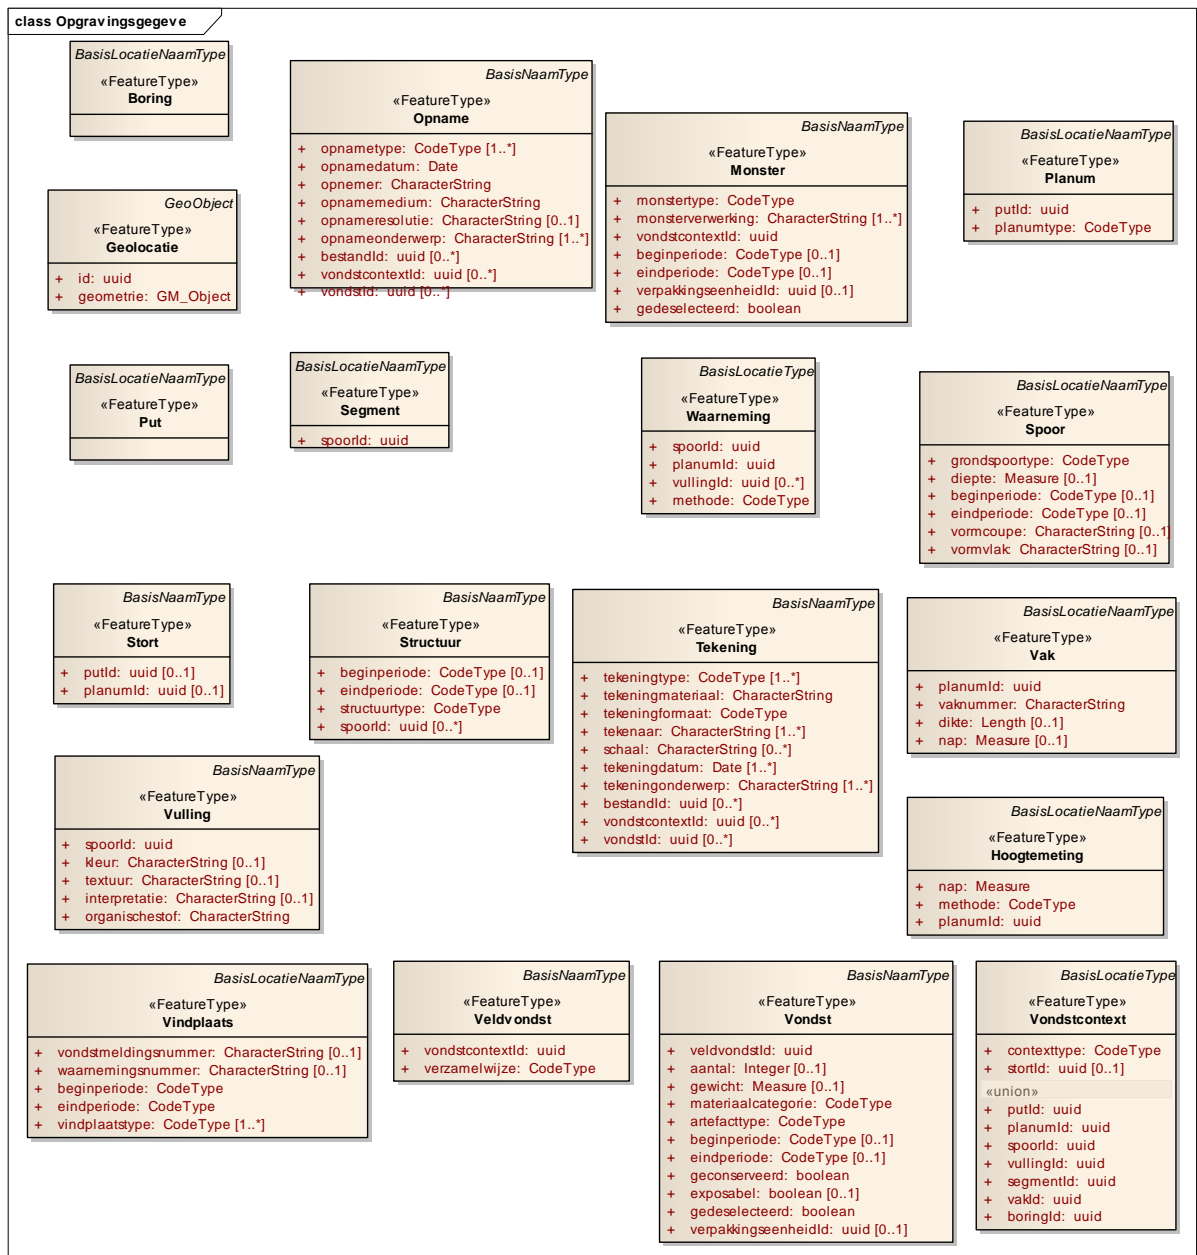 class Opgravingsgegeve
BasisLocatieNaamType
«FeatureType»
Boring
BasisNaamType
«FeatureType»
Opname
+ opnametype: CodeType [1..*]
+ opnamedatum: Date
+ opnemer: CharacterString
+ opnamemedium: CharacterString
+ opnameresolutie: CharacterString [0..1]
+ opnameonderwerp: CharacterString [1..*]
+ bestandId: uuid [0..*]
+ vondstcontextId: uuid [0..*]
+ vondstId: uuid [0..*]
BasisNaamType
«FeatureType»
Monster
+ monstertype: CodeType
+ monsterverwerking: CharacterString [1..*]
+ vondstcontextId: uuid
+ beginperiode: CodeType [0..1]
+ eindperiode: CodeType [0..1]
+ verpakkingseenheidId: uuid [0..1]
+ gedeselecteerd: boolean
BasisLocatieNaamType
«FeatureType»
Planum
+ putId: uuid
+ planumtype: CodeType
GeoObject
«FeatureType»
Geolocatie
+ id: uuid
+ geometrie: GM_Object
BasisLocatieNaamType
«FeatureType»
Put
BasisLocatieNaamType
«FeatureType»
Segment
+ spoorId: uuid
BasisLocatieType
«FeatureType»
Waarneming
+ spoorId: uuid
+ planumId: uuid
+ vullingId: uuid [0..*]
+ methode: CodeType
BasisLocatieNaamType
«FeatureType»
Spoor
+ grondspoortype: CodeType
+ diepte: Measure [0..1]
+ beginperiode: CodeType [0..1]
+ eindperiode: CodeType [0..1]
+ vormcoupe: CharacterString [0..1]
+ vormvlak: CharacterString [0..1]
BasisNaamType
«FeatureType»
Stort
+ putId: uuid [0..1]
+ planumId: uuid [0..1]
BasisNaamType
«FeatureType»
Structuur
+ beginperiode: CodeType [0..1]
+ eindperiode: CodeType [0..1]
+ structuurtype: CodeType
+ spoorId: uuid [0..*]
BasisNaamType
«FeatureType»
Tekening
+ tekeningtype: CodeType [1..*]
+ tekeningmateriaal: CharacterString
+ tekeningformaat: CodeType
+ tekenaar: CharacterString [1..*]
+ schaal: CharacterString [0..*]
+ tekeningdatum: Date [1..*]
+ tekeningonderwerp: CharacterString [1..*]
+ bestandId: uuid [0..*]
+ vondstcontextId: uuid [0..*]
+ vondstId: uuid [0..*]
BasisLocatieNaamType
«FeatureType»
Vak
+ planumId: uuid
+ vaknummer: CharacterString
+ dikte: Length [0..1]
+ nap: Measure [0..1]
BasisNaamType
«FeatureType»
Vulling
+ spoorId: uuid
+ kleur: CharacterString [0..1]
+ textuur: CharacterString [0..1]
+ interpretatie: CharacterString [0..1]
+ organischestof: CharacterString
BasisLocatieNaamType
«FeatureType»
Hoogtemeting
+ nap: Measure
+ methode: CodeType
+ planumId: uuid
BasisLocatieNaamType
«FeatureType»
Vindplaats
+ vondstmeldingsnummer: CharacterString [0..1]
+ waarnemingsnummer: CharacterString [0..1]
+ beginperiode: CodeType
+ eindperiode: CodeType
+ vindplaatstype: CodeType [1..*]
BasisNaamType
«FeatureType»
Veldvondst
+ vondstcontextId: uuid
+ verzamelwijze: CodeType
BasisNaamType
«FeatureType»
Vondst
+ veldvondstId: uuid
+ aantal: Integer [0..1]
+ gewicht: Measure [0..1]
+ materiaalcategorie: CodeType
+ artefacttype: CodeType
+ beginperiode: CodeType [0..1]
+ eindperiode: CodeType [0..1]
+ geconserveerd: boolean
+ exposabel: boolean [0..1]
+ gedeselecteerd: boolean
+ verpakkingseenheidId: uuid [0..1]
BasisLocatieType
«FeatureType»
Vondstcontext
+ contexttype: CodeType
+ stortId: uuid [0..1]
«union»
+ putId: uuid
+ planumId: uuid
+ spoorId: uuid
+ vullingId: uuid
+ segmentId: uuid
+ vakId: uuid
+ boringId: uuid